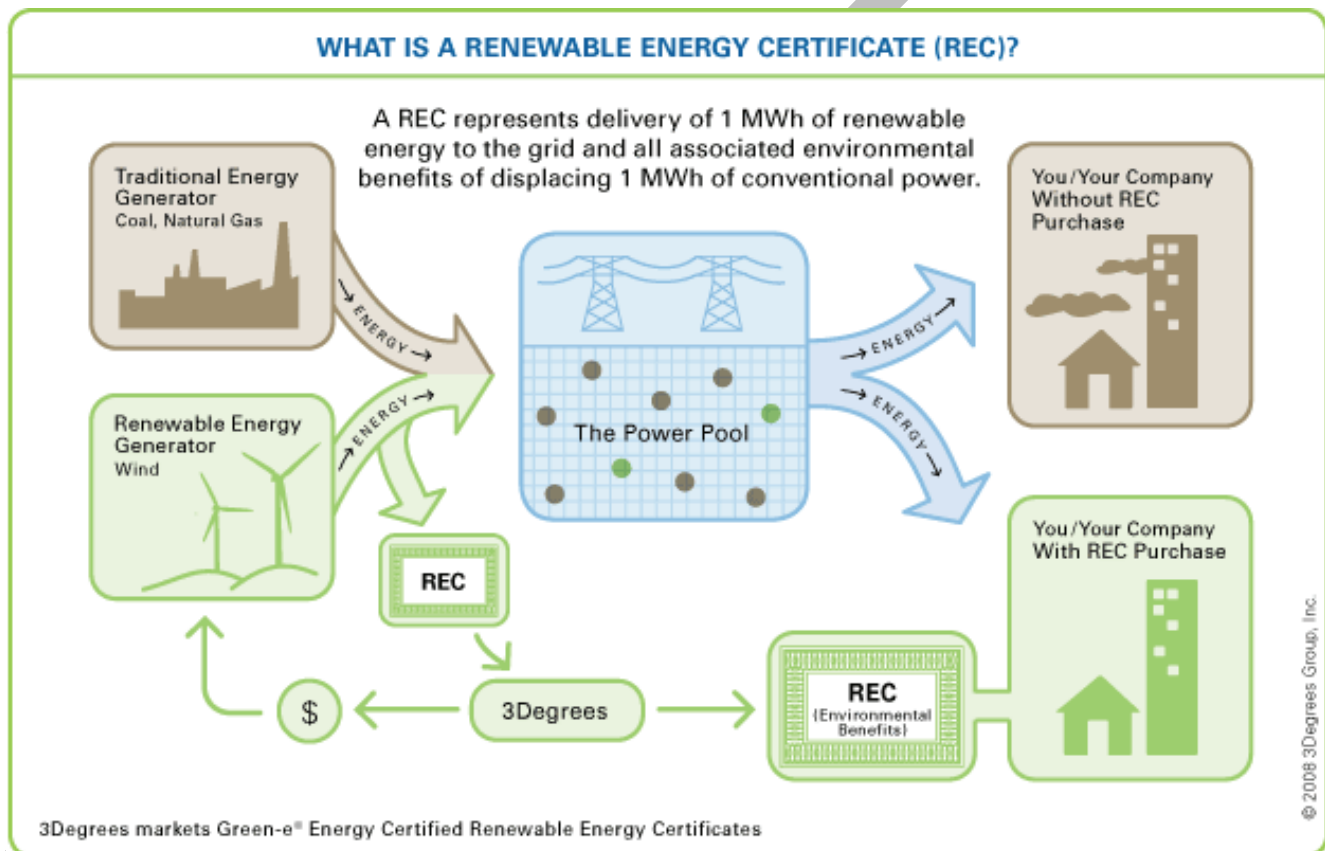 WHAT IS A RENEWABLE ENERGY CERTIFICATE (REC)?
A REC represents delivery of 1 MWh of renewable
energy to the grid and all associated environmental
benefits of displacing 1 MWh of conventional power.
Traditional Energy
Generator
Coal, Natural Gas
→ ENERGY →
Renewable Energy
Generator
Wind
→ ENERGY →
The Power Pool
→ ENERGY →
→ ENERGY →
You/Your Company
Without REC
Purchase
You/Your Company
With REC Purchase
REC
$
3Degrees
REC
(Environmental
Benefits)
3Degrees markets Green-e® Energy Certified Renewable Energy Certificates
© 2008 3Degrees Group, Inc.